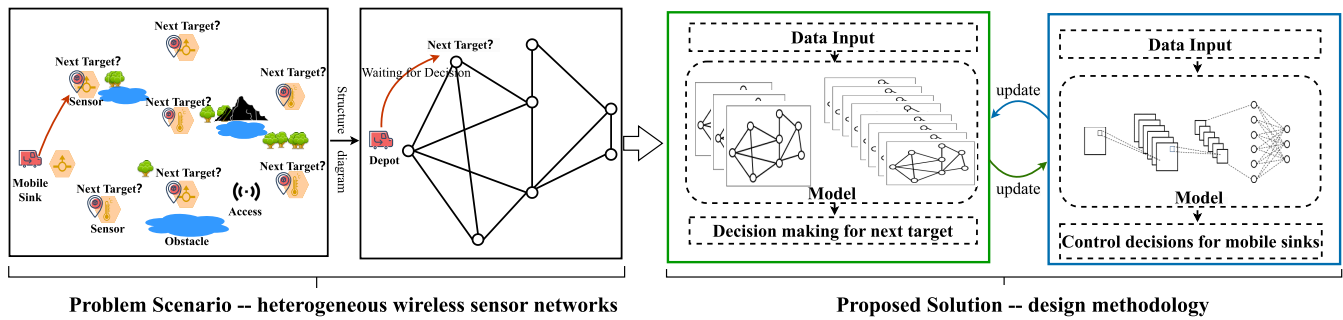 Next Target?
Next Target?
Sensor
Next Target?
Next Target?
Mobile
Sink
Next Target?
Sensor
Next Target?
Obstacle
Access
Next Target?
Structure
diagram
Next Target?
Waiting for Decision
Depot
Data Input
Model
Decision making for next target
update
update
Data Input
Model
Control decisions for mobile sinks
Problem Scenario -- heterogeneous wireless sensor networks
Proposed Solution -- design methodology